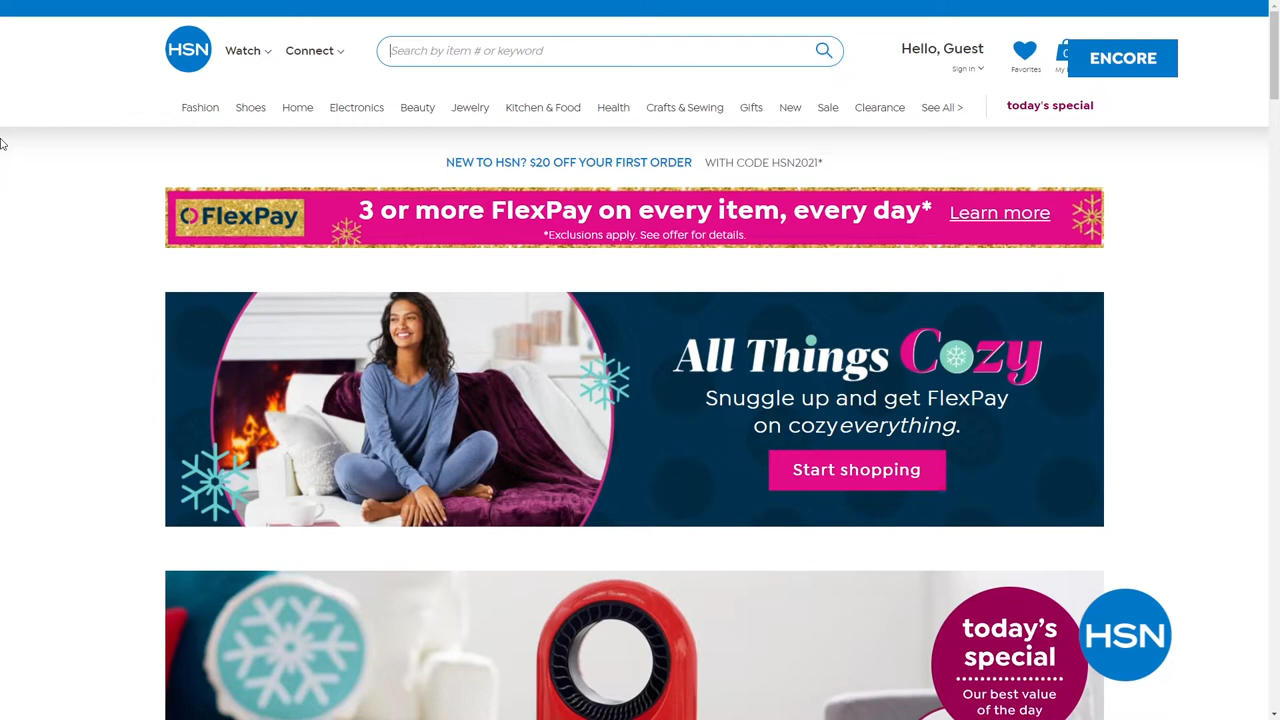 HSN
Watch
Connect
Search by item # or keyword
Hello, Guest
Sign In
Favorites
ENCORE
Fashion
Shoes
Home
Electronics
Beauty
Jewelry
Kitchen & Food
Health
Crafts & Sewing
Gifts
New
Sale
Clearance
See All >
today's special
NEW TO HSN? $20 OFF YOUR FIRST ORDER WITH CODE HSN2021*
FlexPay
3 or more FlexPay on every item, every day* Learn more
*Exclusions apply. See offer for details.
All Things Cozy
Snuggle up and get FlexPay
on cozy everything.
Start shopping
today's
special
Our best value
of the day
HSN